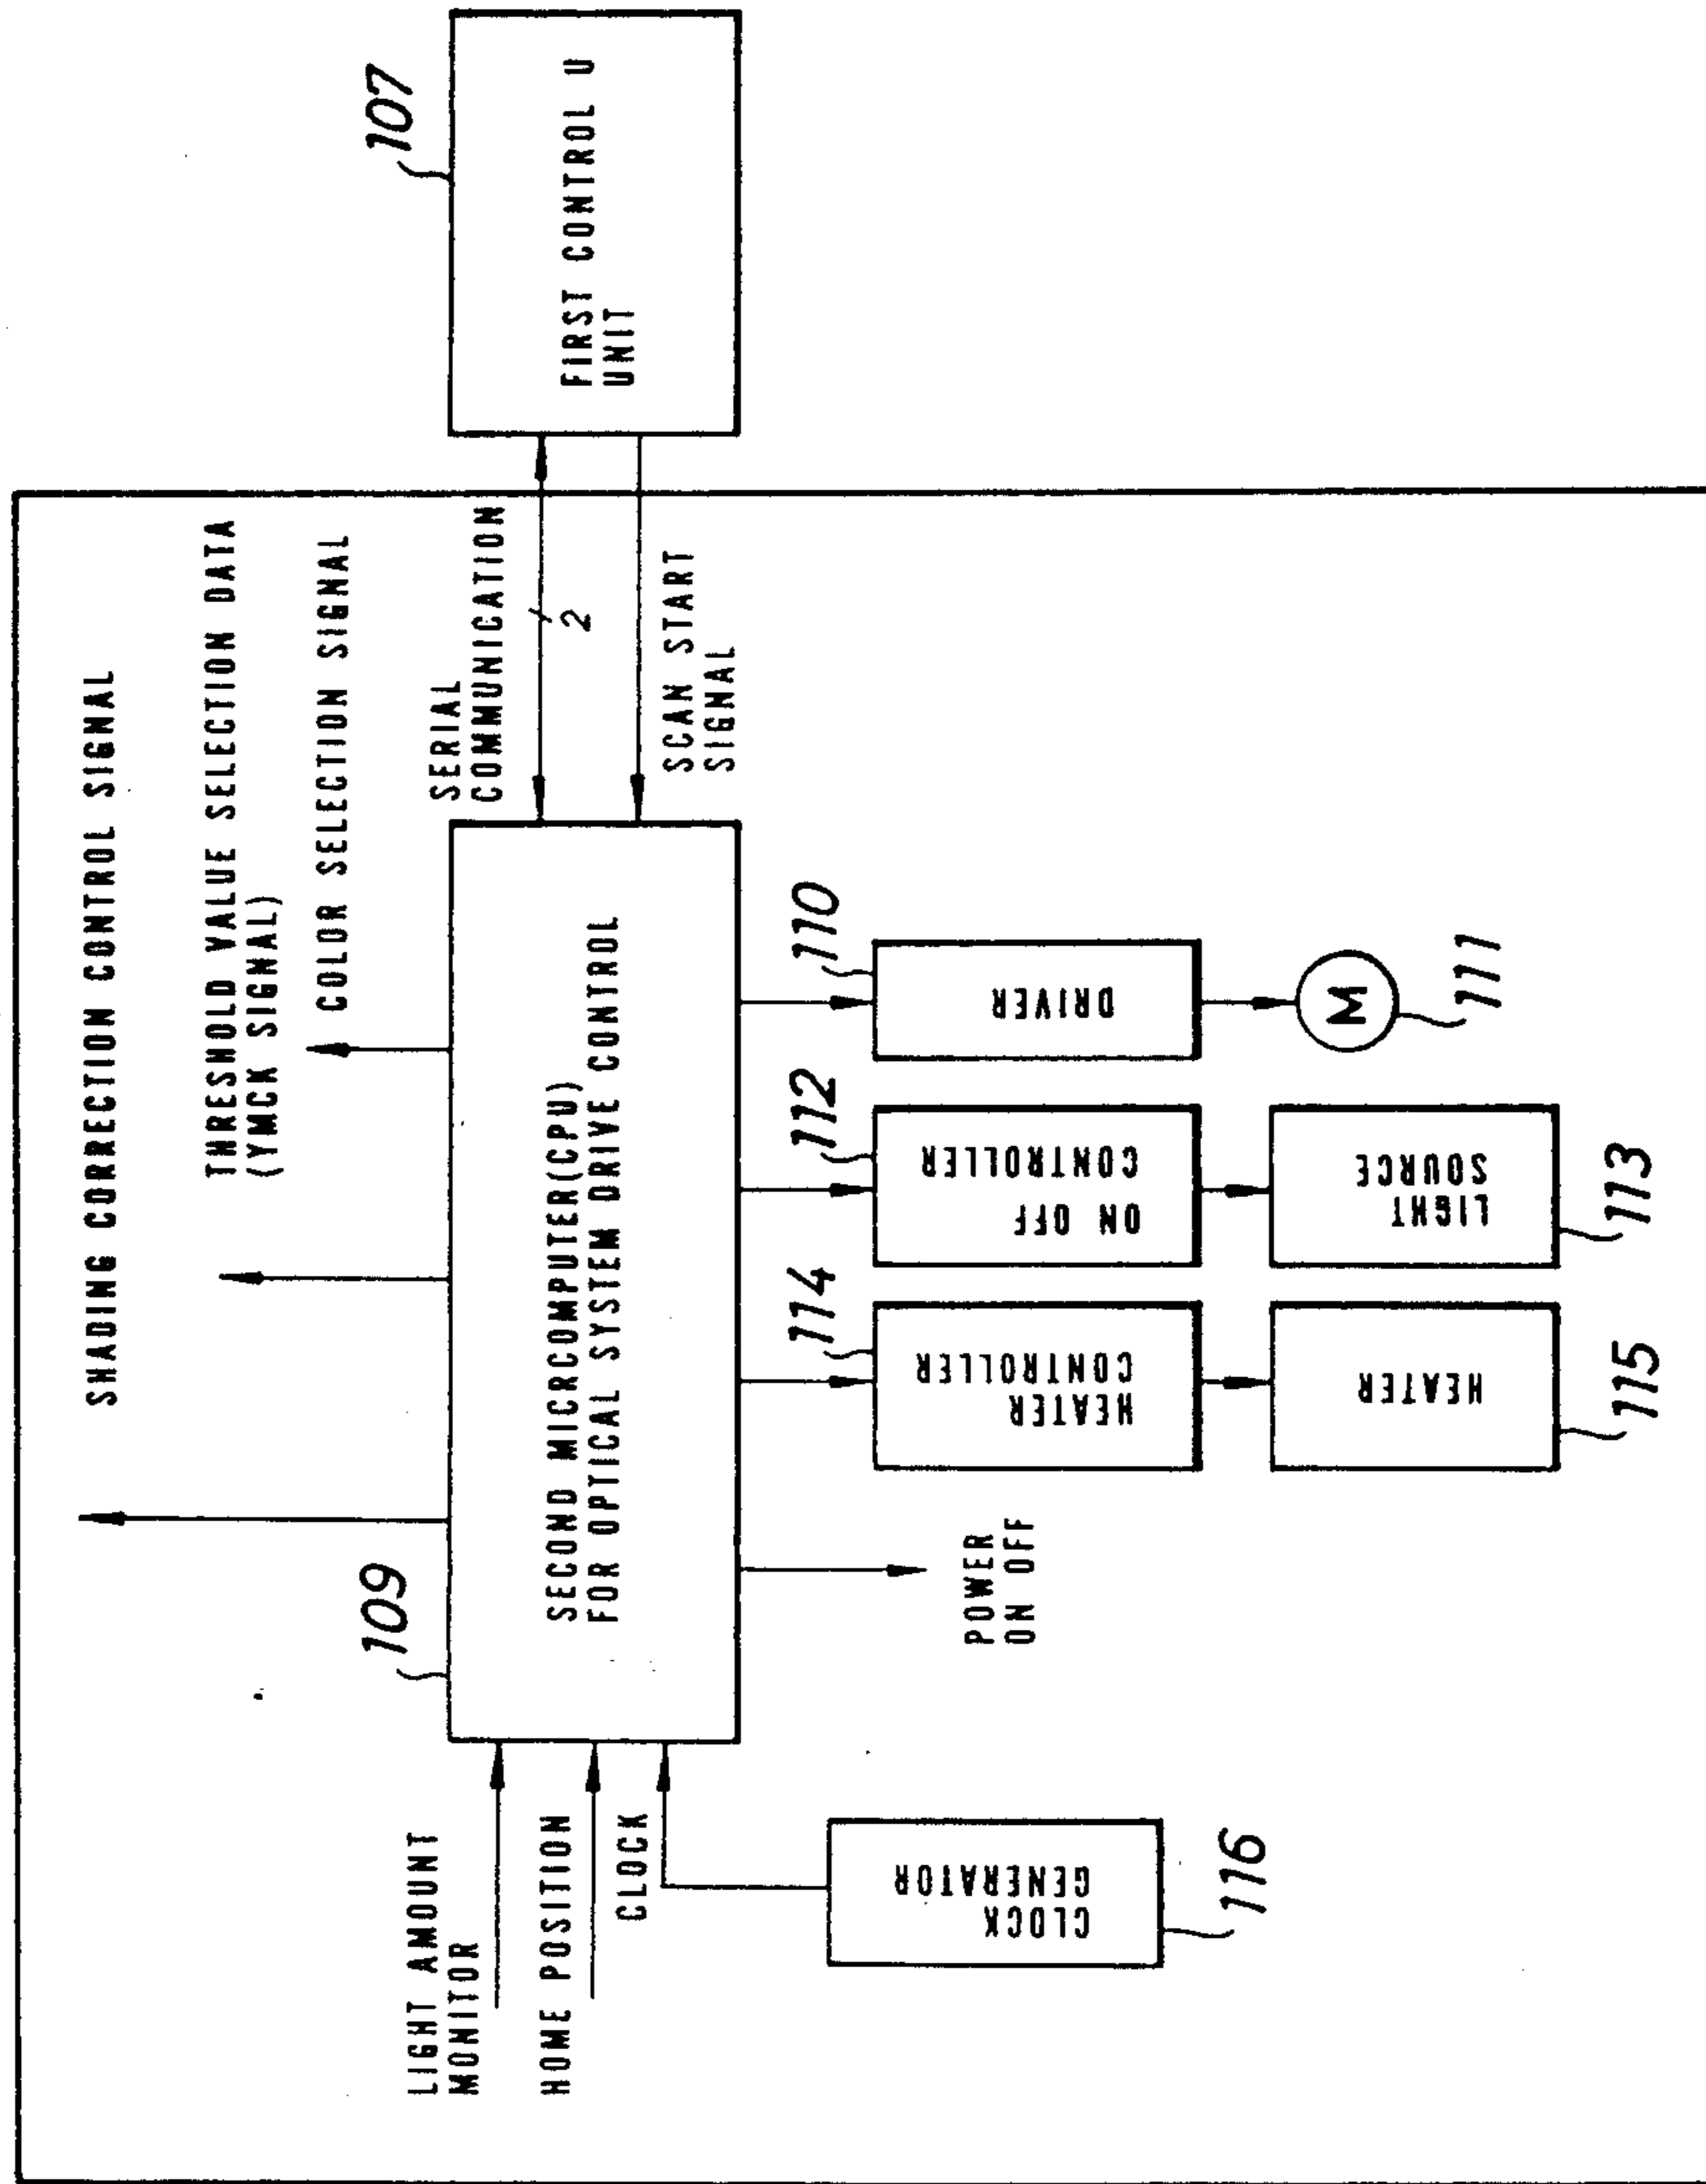 SHADING CORRECTION CONTROL SIGNAL
THRESHOLD VALUE SELECTION DATA
(YMCK SIGNAL)
COLOR SELECTION SIGNAL
109
SERIAL
COMMUNICATION
107
LIGHT AMOUNT
MONITOR
HOME POSITION
CLOCK
SECOND MICRCOMPUTER(CPU)
FOR OPTICAL SYSTEM DRIVE CONTROL
2
SCAN START
SIGNAL
FIRST CONTROL U
UNIT
CLOCK
GENERATOR
116
POWER
ON OFF
114
HEATER
CONTROLLER
112
ON OFF
CONTROLLER
110
DRIVER
HEATER
115
LIGHT
SOURCE
113
M
111